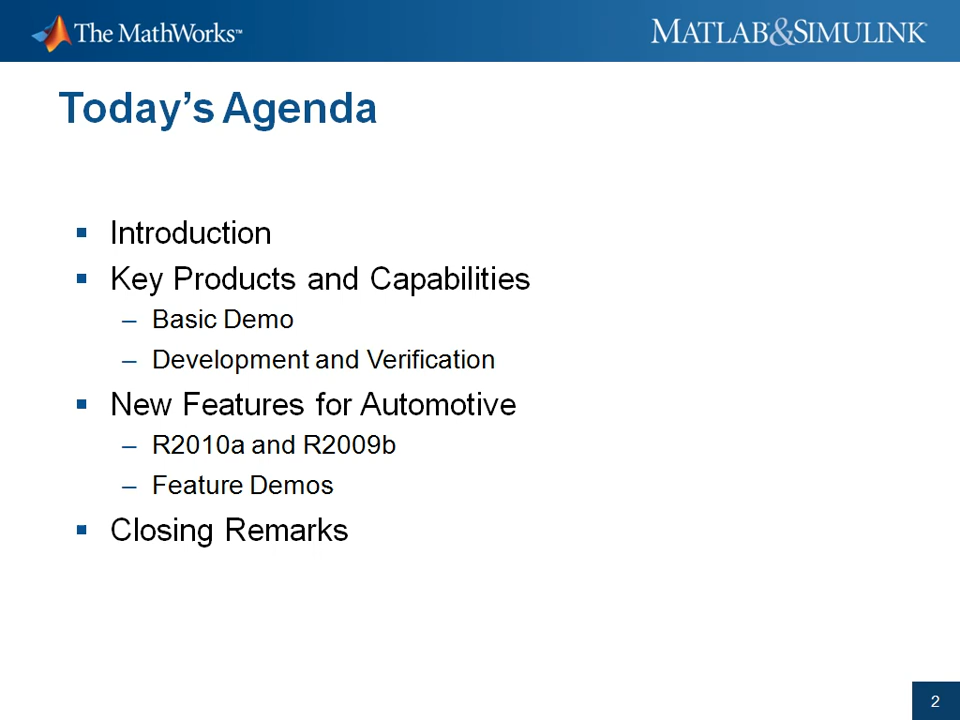 The MathWorks™
MATLAB&SIMULINK®
Today's Agenda
▪ Introduction
▪ Key Products and Capabilities
– Basic Demo
– Development and Verification
▪ New Features for Automotive
– R2010a and R2009b
– Feature Demos
▪ Closing Remarks
2